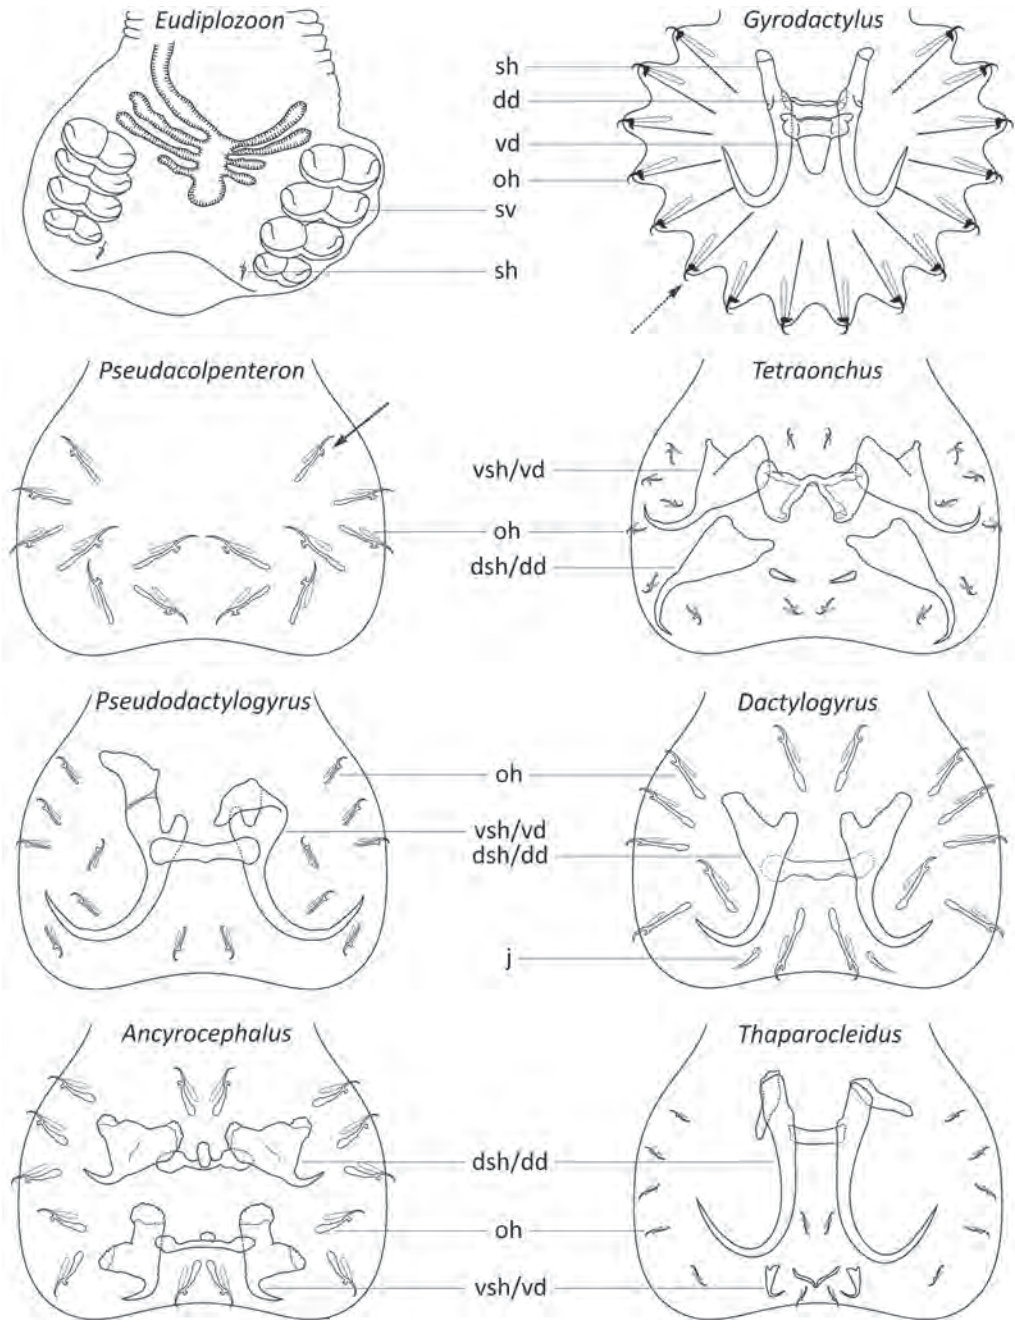 Eudiplozoon
Gyrodactylus
sh
dd
vd
oh
sv
sh
Pseudacolpenteron
Tetraonchus
vsh/vd
oh
dsh/dd
Pseudodactylogyrus
Dactylogyrus
oh
vsh/vd
dsh/dd
j
Ancyrocephalus
Thaparocleidus
dsh/dd
oh
vsh/vd